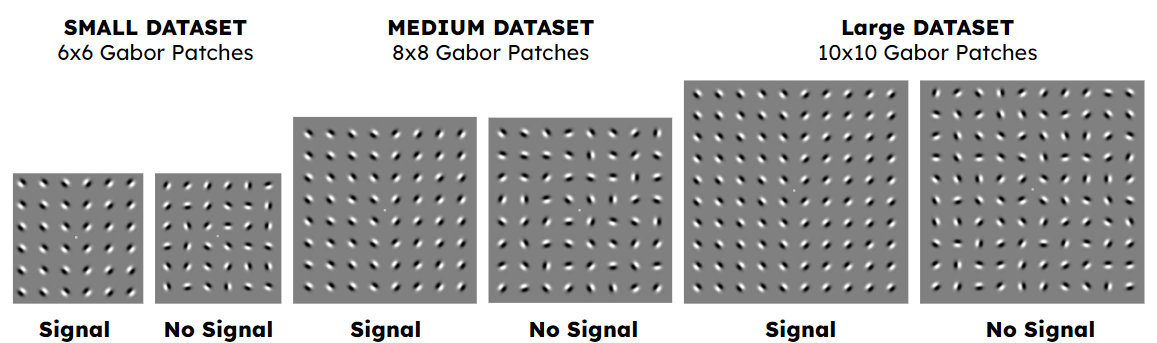 SMALL DATASET
6x6 Gabor Patches
MEDIUM DATASET
8x8 Gabor Patches
Large DATASET
10x10 Gabor Patches
Signal
No Signal
Signal
No Signal
Signal
No Signal